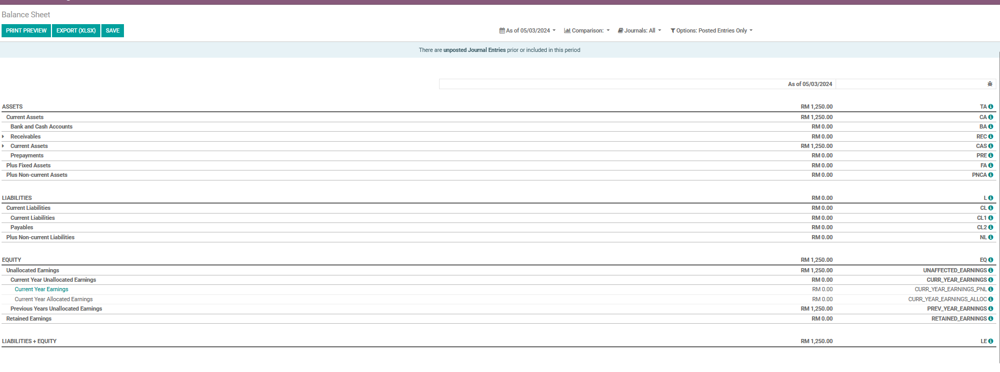 Balance Sheet
PRINT PREVIEW EXPORT (XLSX) SAVE As of 05/03/2024 Comparison: Journals: All Options: Posted Entries Only
There are unposted Journal Entries prior or included in this period
As of 05/03/2024
ASSETS RM 1,250.00 TA
Current Assets RM 1,250.00 CA
Bank and Cash Accounts RM 0.00 BA
Receivables RM 0.00 REC
Current Assets RM 1,250.00 CAS
Prepayments RM 0.00 PRE
Plus Fixed Assets RM 0.00 FA
Plus Non-current Assets RM 0.00 PNCA
LIABILITIES RM 0.00 L
Current Liabilities RM 0.00 CL
Current Liabilities RM 0.00 CL1
Payables RM 0.00 CL2
Plus Non-current Liabilities RM 0.00 NL
EQUITY RM 1,250.00 EQ
Unallocated Earnings RM 1,250.00 UNAFFECTED_EARNINGS
Current Year Unallocated Earnings RM 0.00 CURR_YEAR_EARNINGS
Current Year Earnings RM 0.00 CURR_YEAR_EARNINGS_PNL
Current Year Allocated Earnings RM 0.00 CURR_YEAR_EARNINGS_ALLOC
Previous Years Unallocated Earnings RM 1,250.00 PREV_YEAR_EARNINGS
Retained Earnings RM 0.00 RETAINED_EARNINGS
LIABILITIES + EQUITY RM 1,250.00 LE